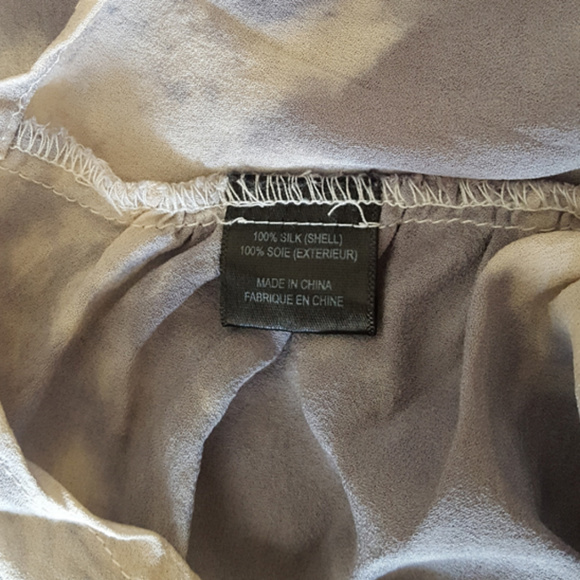 100% SILK (SHELL)
100% SOIE (EXTERIEUR)
MADE IN CHINA
FABRIQUE EN CHINE